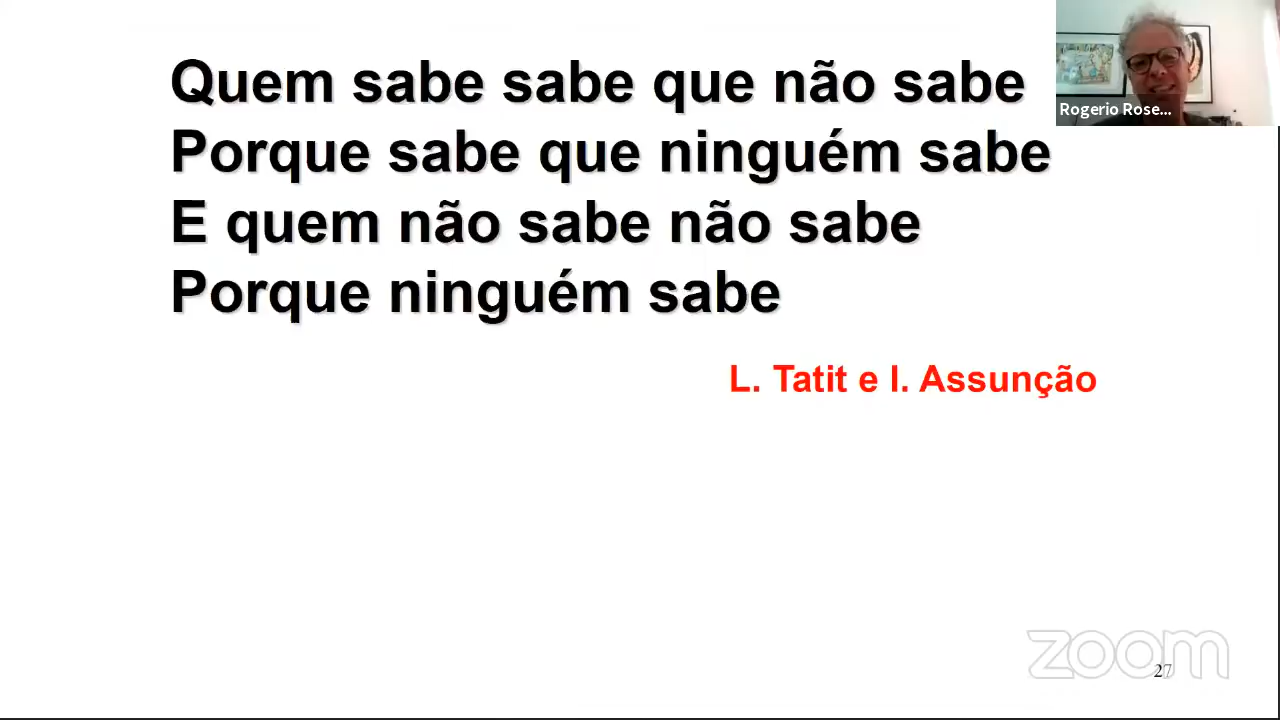 Quem sabe sabe que não sabe
Porque sabe que ninguém sabe
E quem não sabe não sabe
Porque ninguém sabe
L. Tatit e I. Assunção
Rogerio Rose...
zoom
27